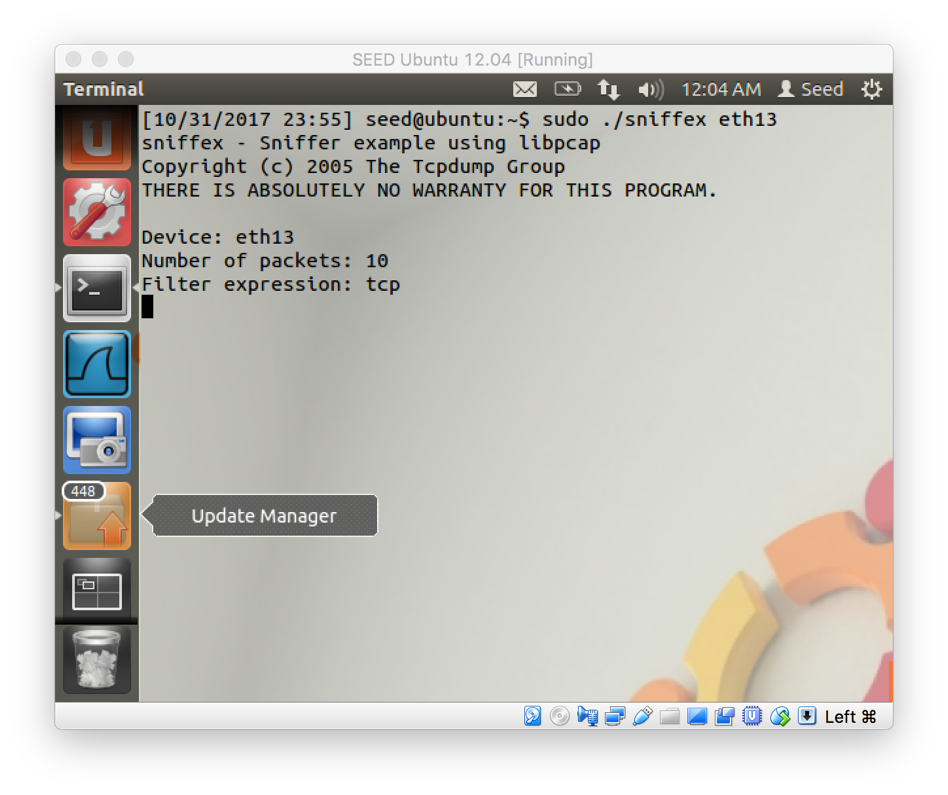 SEED Ubuntu 12.04 [Running]
Terminal
12:04 AM
Seed
[10/31/2017 23:55] seed@ubuntu:~$ sudo ./sniffex eth13
sniffex - Sniffer example using libpcap
Copyright (c) 2005 The Tcpdump Group
THERE IS ABSOLUTELY NO WARRANTY FOR THIS PROGRAM.
Device: eth13
Number of packets: 10
Filter expression: tcp
>_
448
Update Manager
Left ⌘